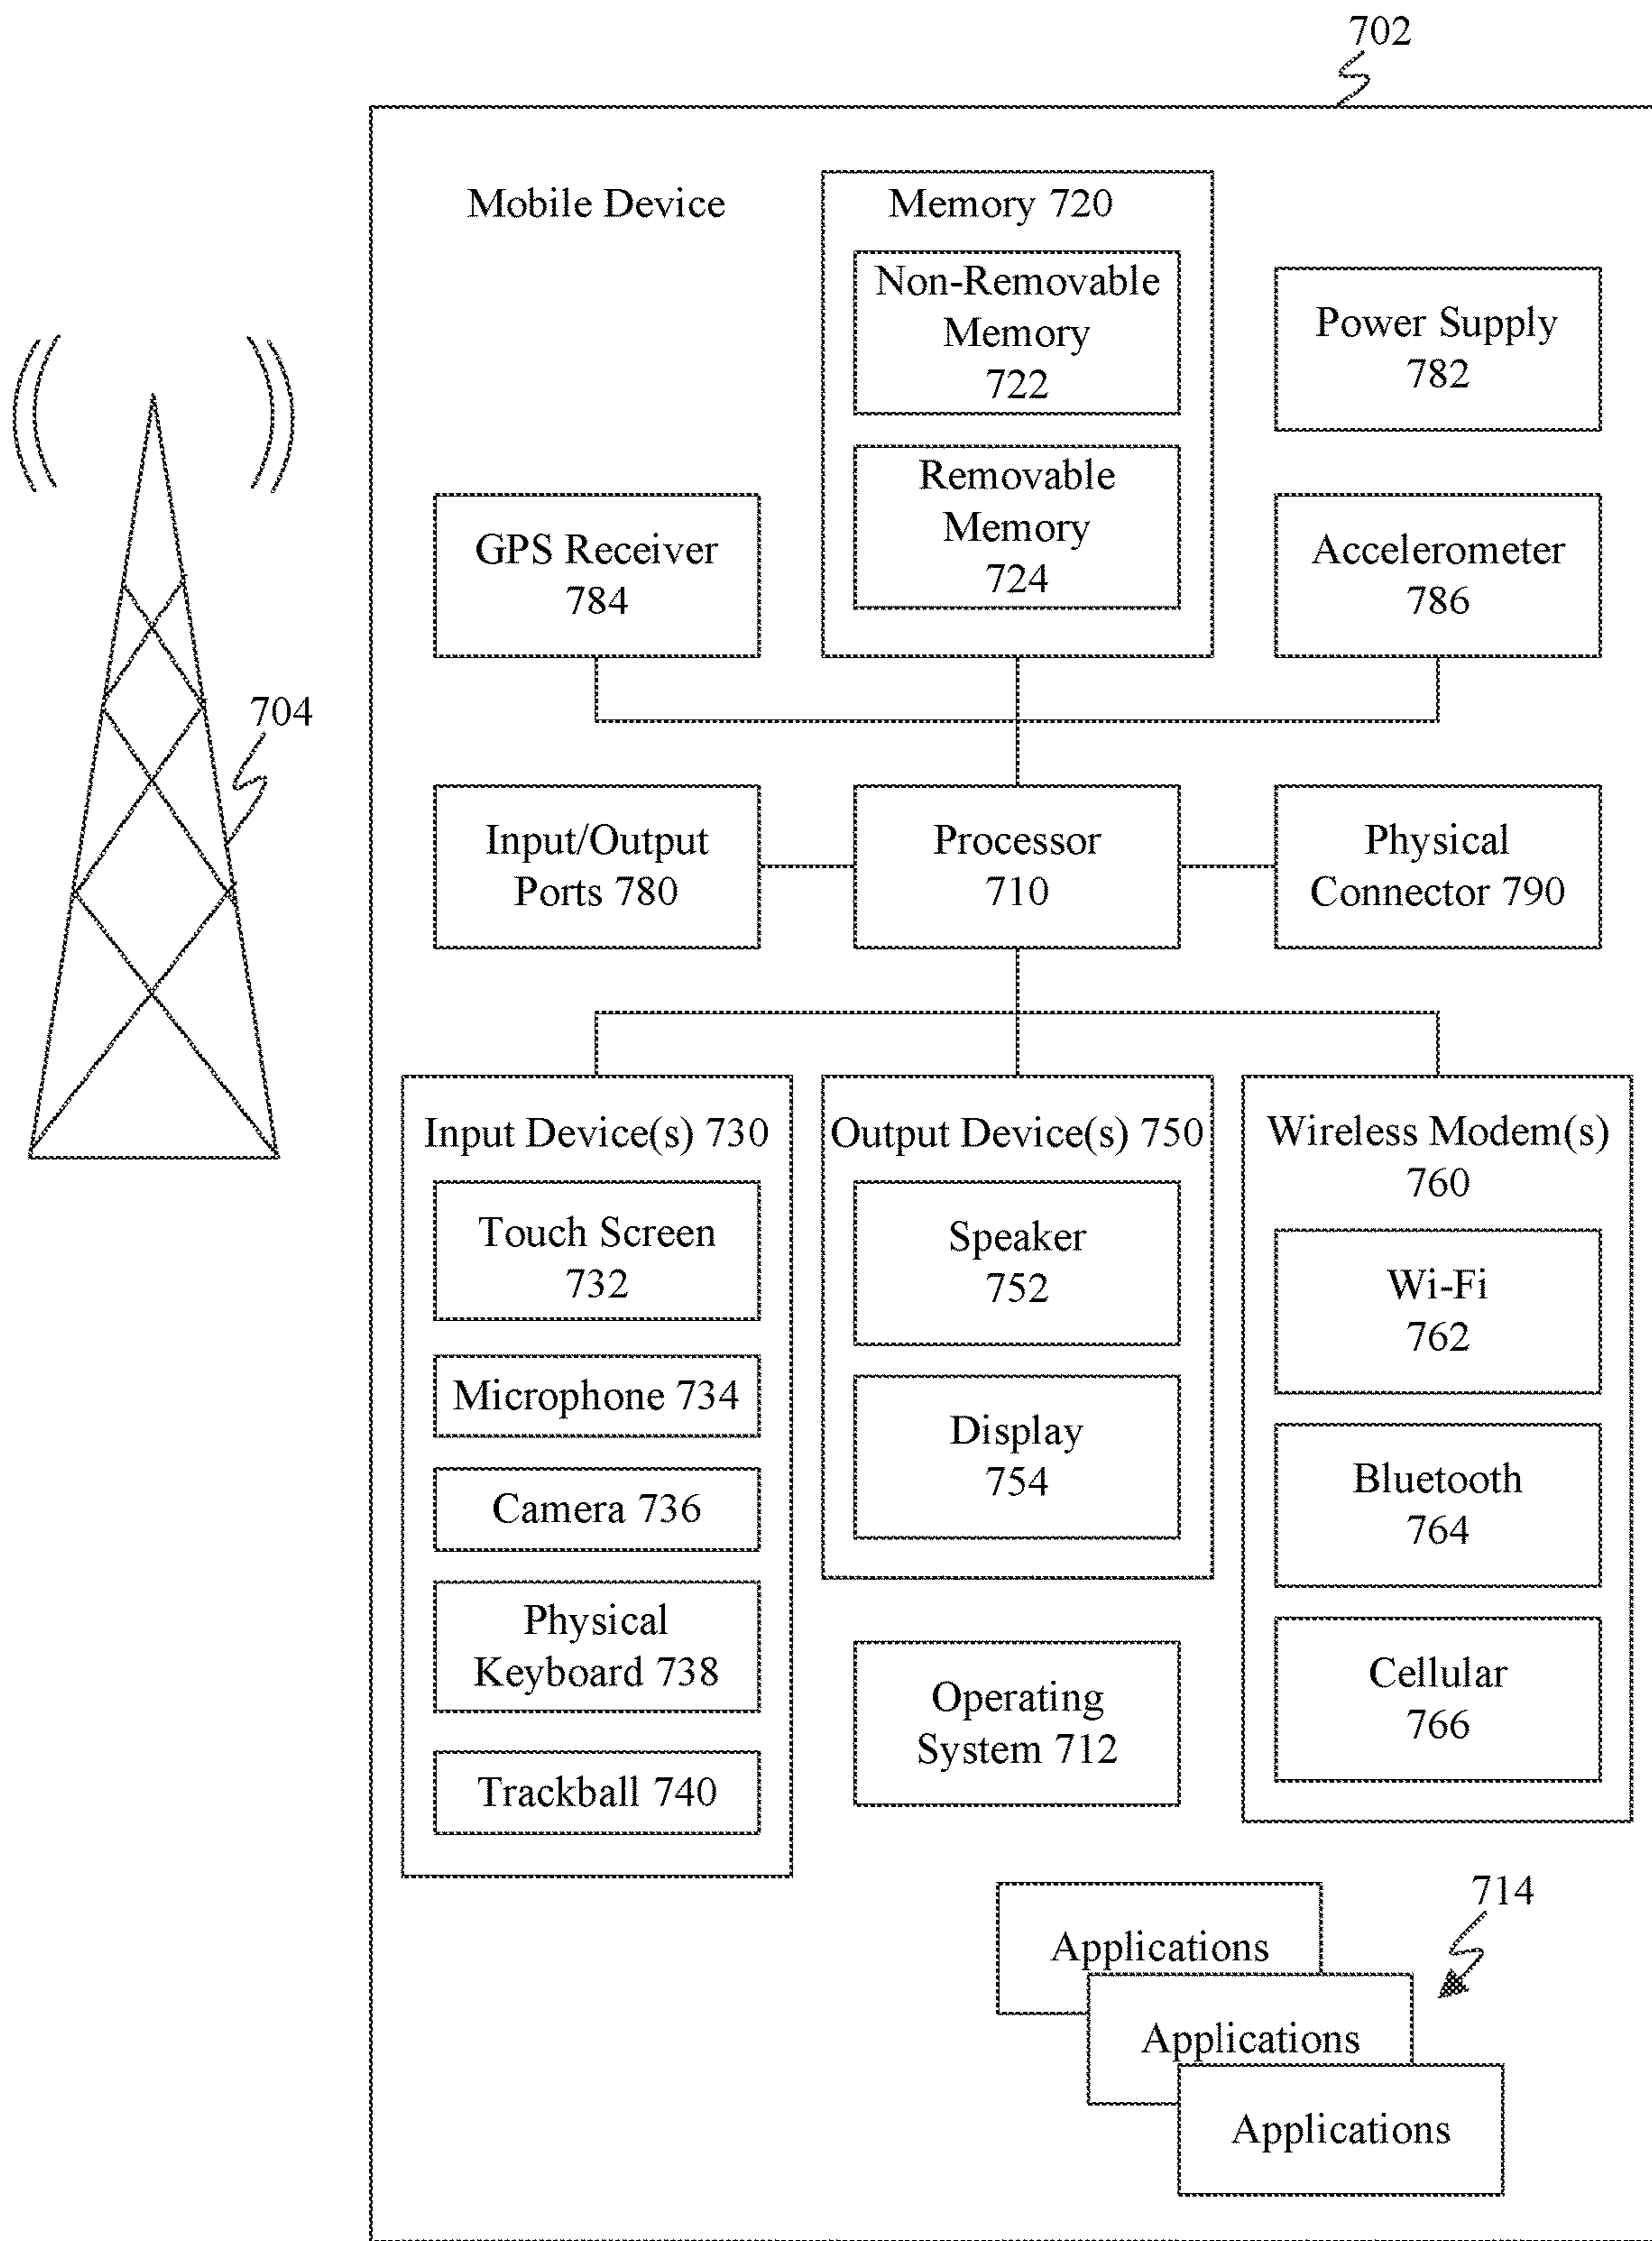 702
Mobile Device
Memory 720
Non-Removable
Memory
722
Removable
Memory
724
Power Supply
782
GPS Receiver
784
Accelerometer
786
704
Input/Output
Ports 780
Processor
710
Physical
Connector 790
Input Device(s) 730
Touch Screen
732
Microphone 734
Camera 736
Physical
Keyboard 738
Trackball 740
Output Device(s) 750
Speaker
752
Display
754
Operating
System 712
Wireless Modem(s)
760
Wi-Fi
762
Bluetooth
764
Cellular
766
714
Applications
Applications
Applications